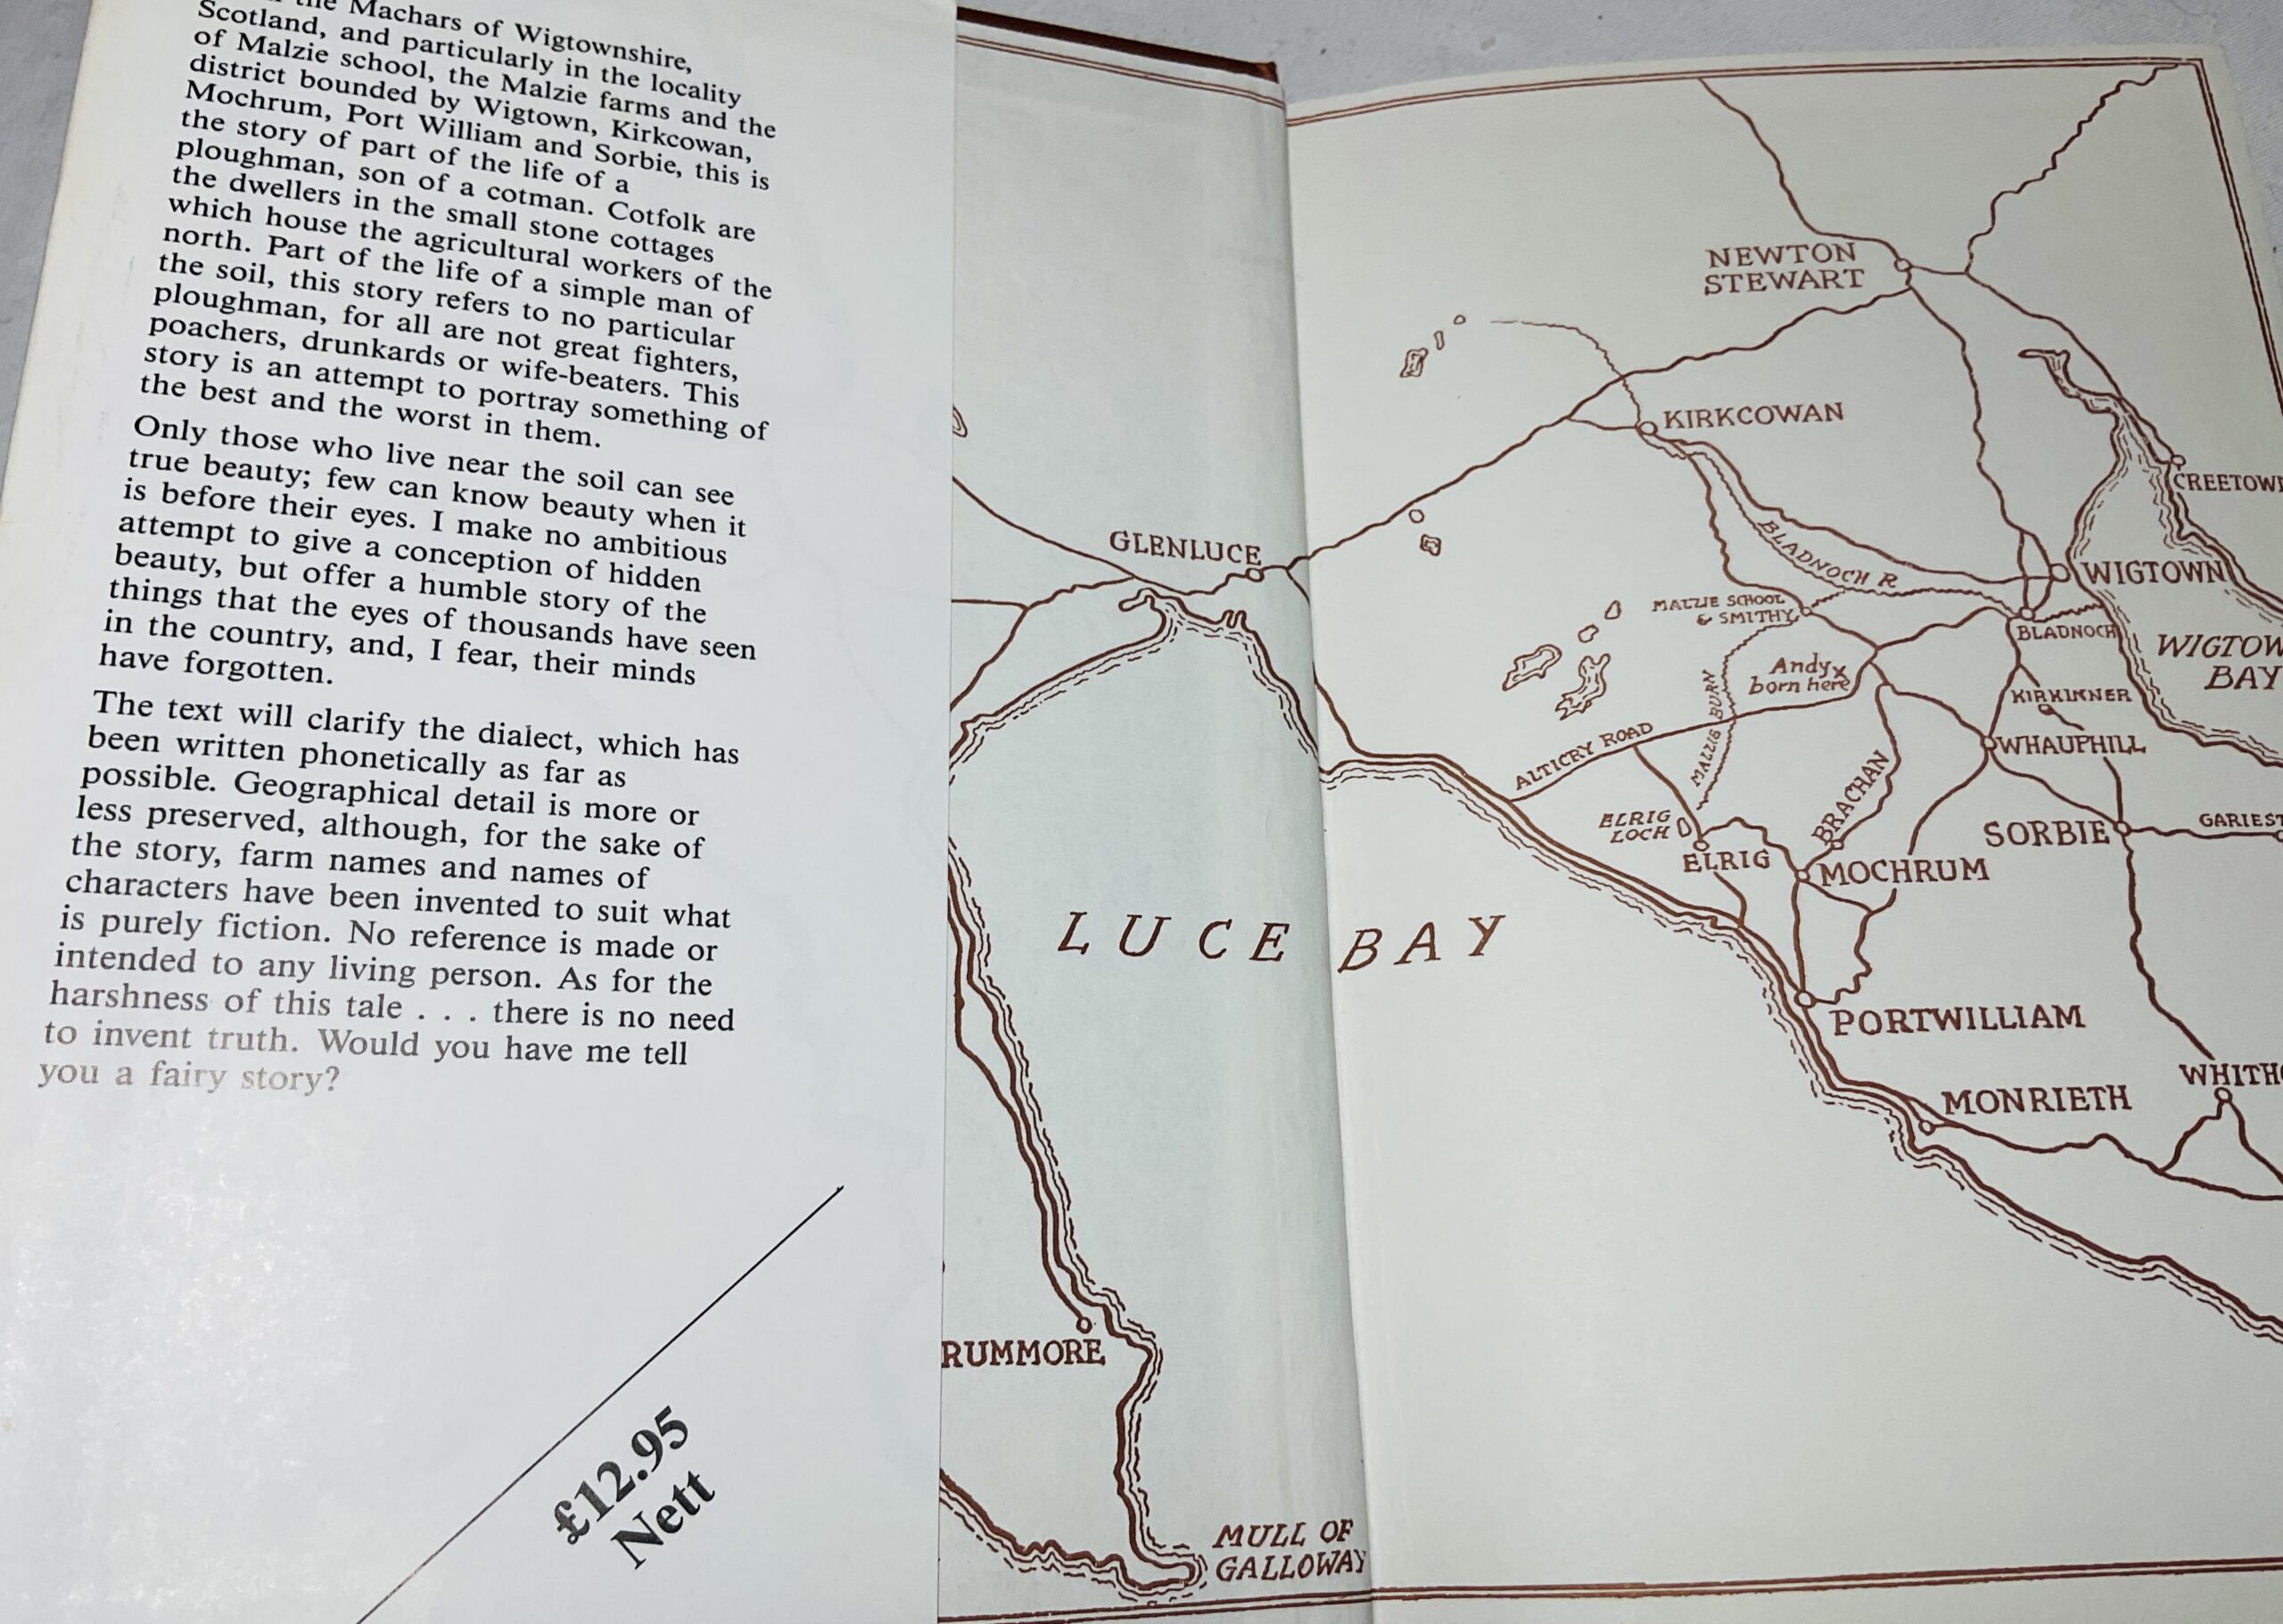 the Machars of Wigtownshire,
Scotland, and particularly in the locality
of Malzie school, the Malzie farms and the
district bounded by Wigtown, Kirkcowan,
Mochrum, Port William and Sorbie, this is
the story of part of the life of a
ploughman, son of a cotman. Cotfolk are
the dwellers in the small stone cottages
which house the agricultural workers of the
north. Part of the life of a simple man of
the soil, this story refers to no particular
ploughman, for all are not great fighters,
poachers, drunkards or wife-beaters. This
story is an attempt to portray something of
the best and the worst in them.
Only those who live near the soil can see
true beauty; few can know beauty when it
is before their eyes. I make no ambitious
attempt to give a conception of hidden
beauty, but offer a humble story of the
things that the eyes of thousands have seen
in the country, and, I fear, their minds
have forgotten.
The text will clarify the dialect, which has
been written phonetically as far as
possible. Geographical detail is more or
less preserved, although, for the sake of
the story, farm names and names of
characters have been invented to suit what
is purely fiction. No reference is made or
intended to any living person. As for the
harshness of this tale . . . there is no need
to invent truth. Would you have me tell
you a fairy story?
£12.95
Nett
NEWTON
STEWART
KIRKCOWAN
CREETOWN
GLENLUCE
BLADNOCH R
WIGTOWN
MALZIE SCHOOL
& SMITHY
BLADNOCH
WIGTOW
BAY
Andy x
born here
MALZIE BURN
KIRKINNER
ALTICRY ROAD
WHAUPHILL
BRACHAN
ELRIG
LOCH
SORBIE
GARIEST
ELRIG
MOCHRUM
LUCE BAY
PORTWILLIAM
WHITH
MONRIETH
RUMMORE
MULL OF
GALLOWAY